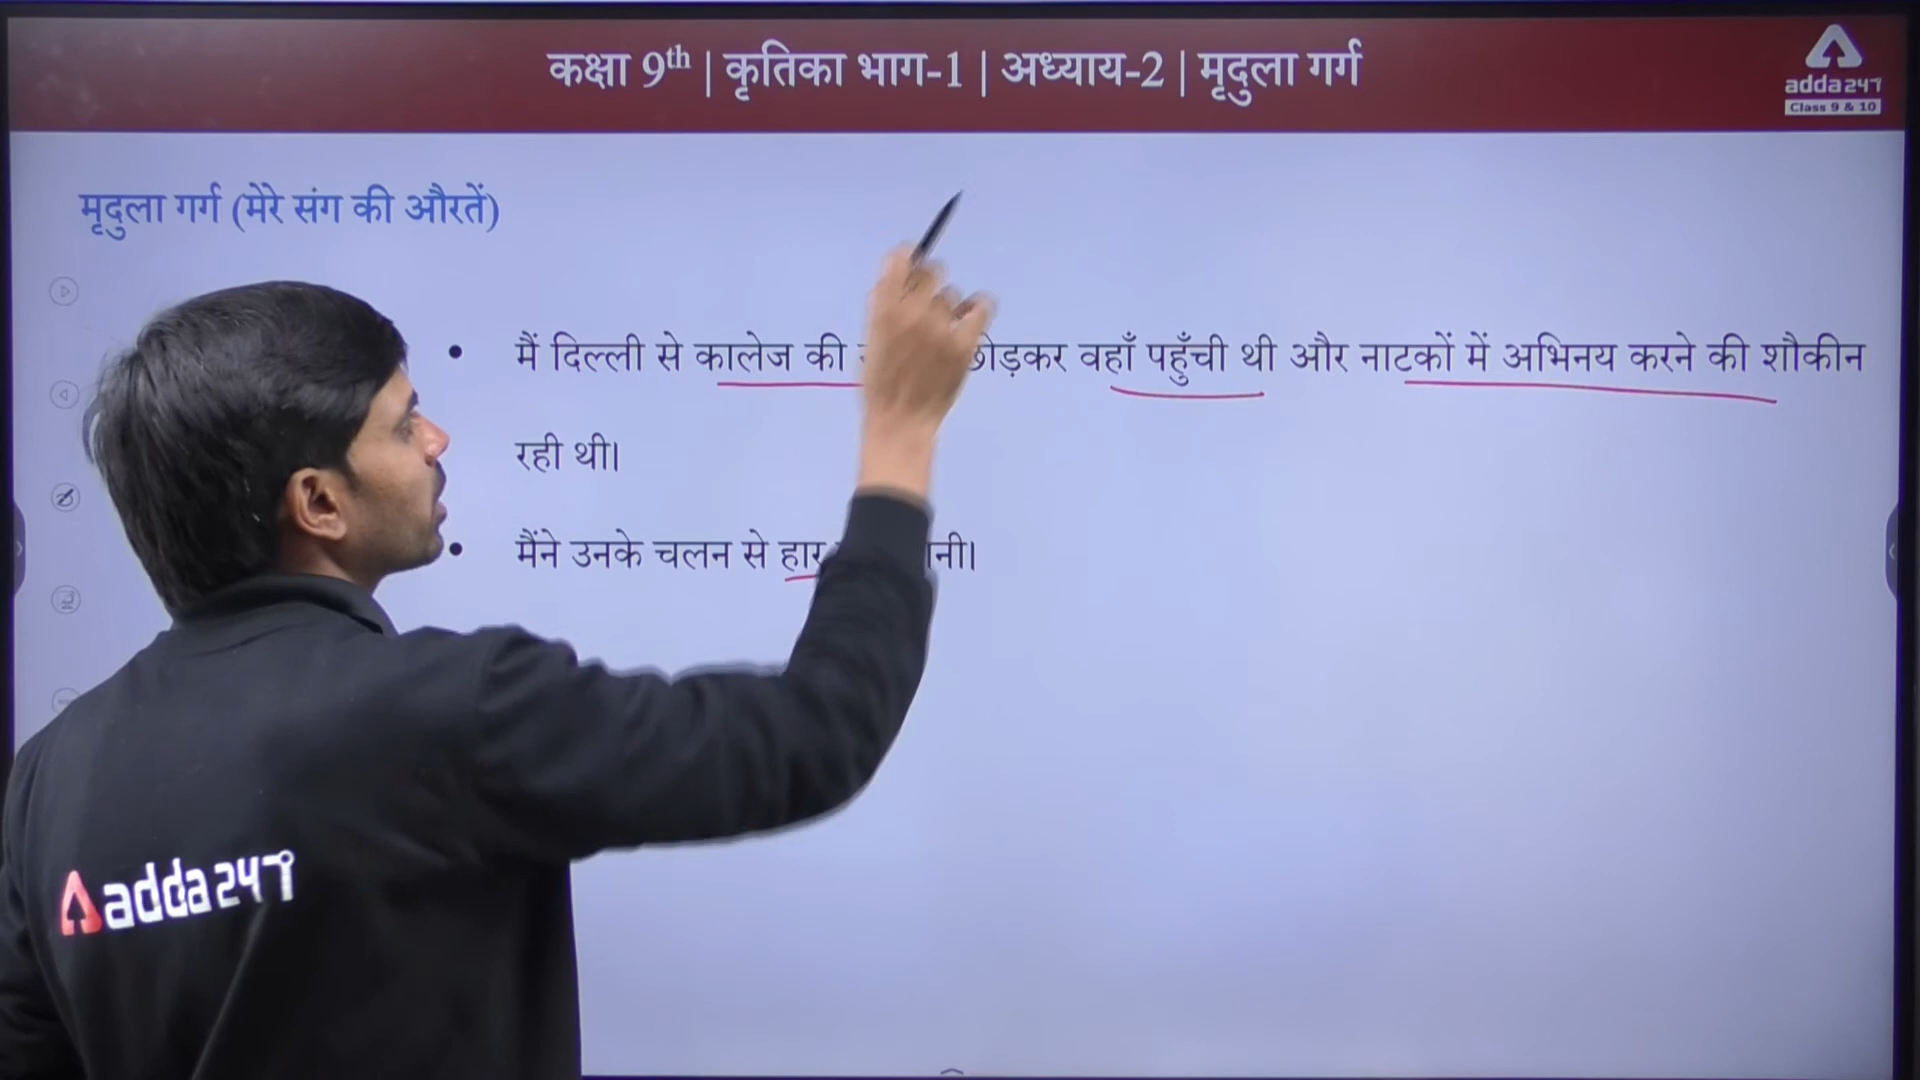 कक्षा 9th | कृतिका भाग-1 | अध्याय-2 | मृदुला गर्ग
adda247
Class 9 & 10
मृदुला गर्ग (मेरे संग की औरतें)
• मैं दिल्ली से कालेज की छोड़कर वहाँ पहुँची थी और नाटकों में अभिनय करने की शौकीन
रही थी।
• मैंने उनके चलन से हार
adda247